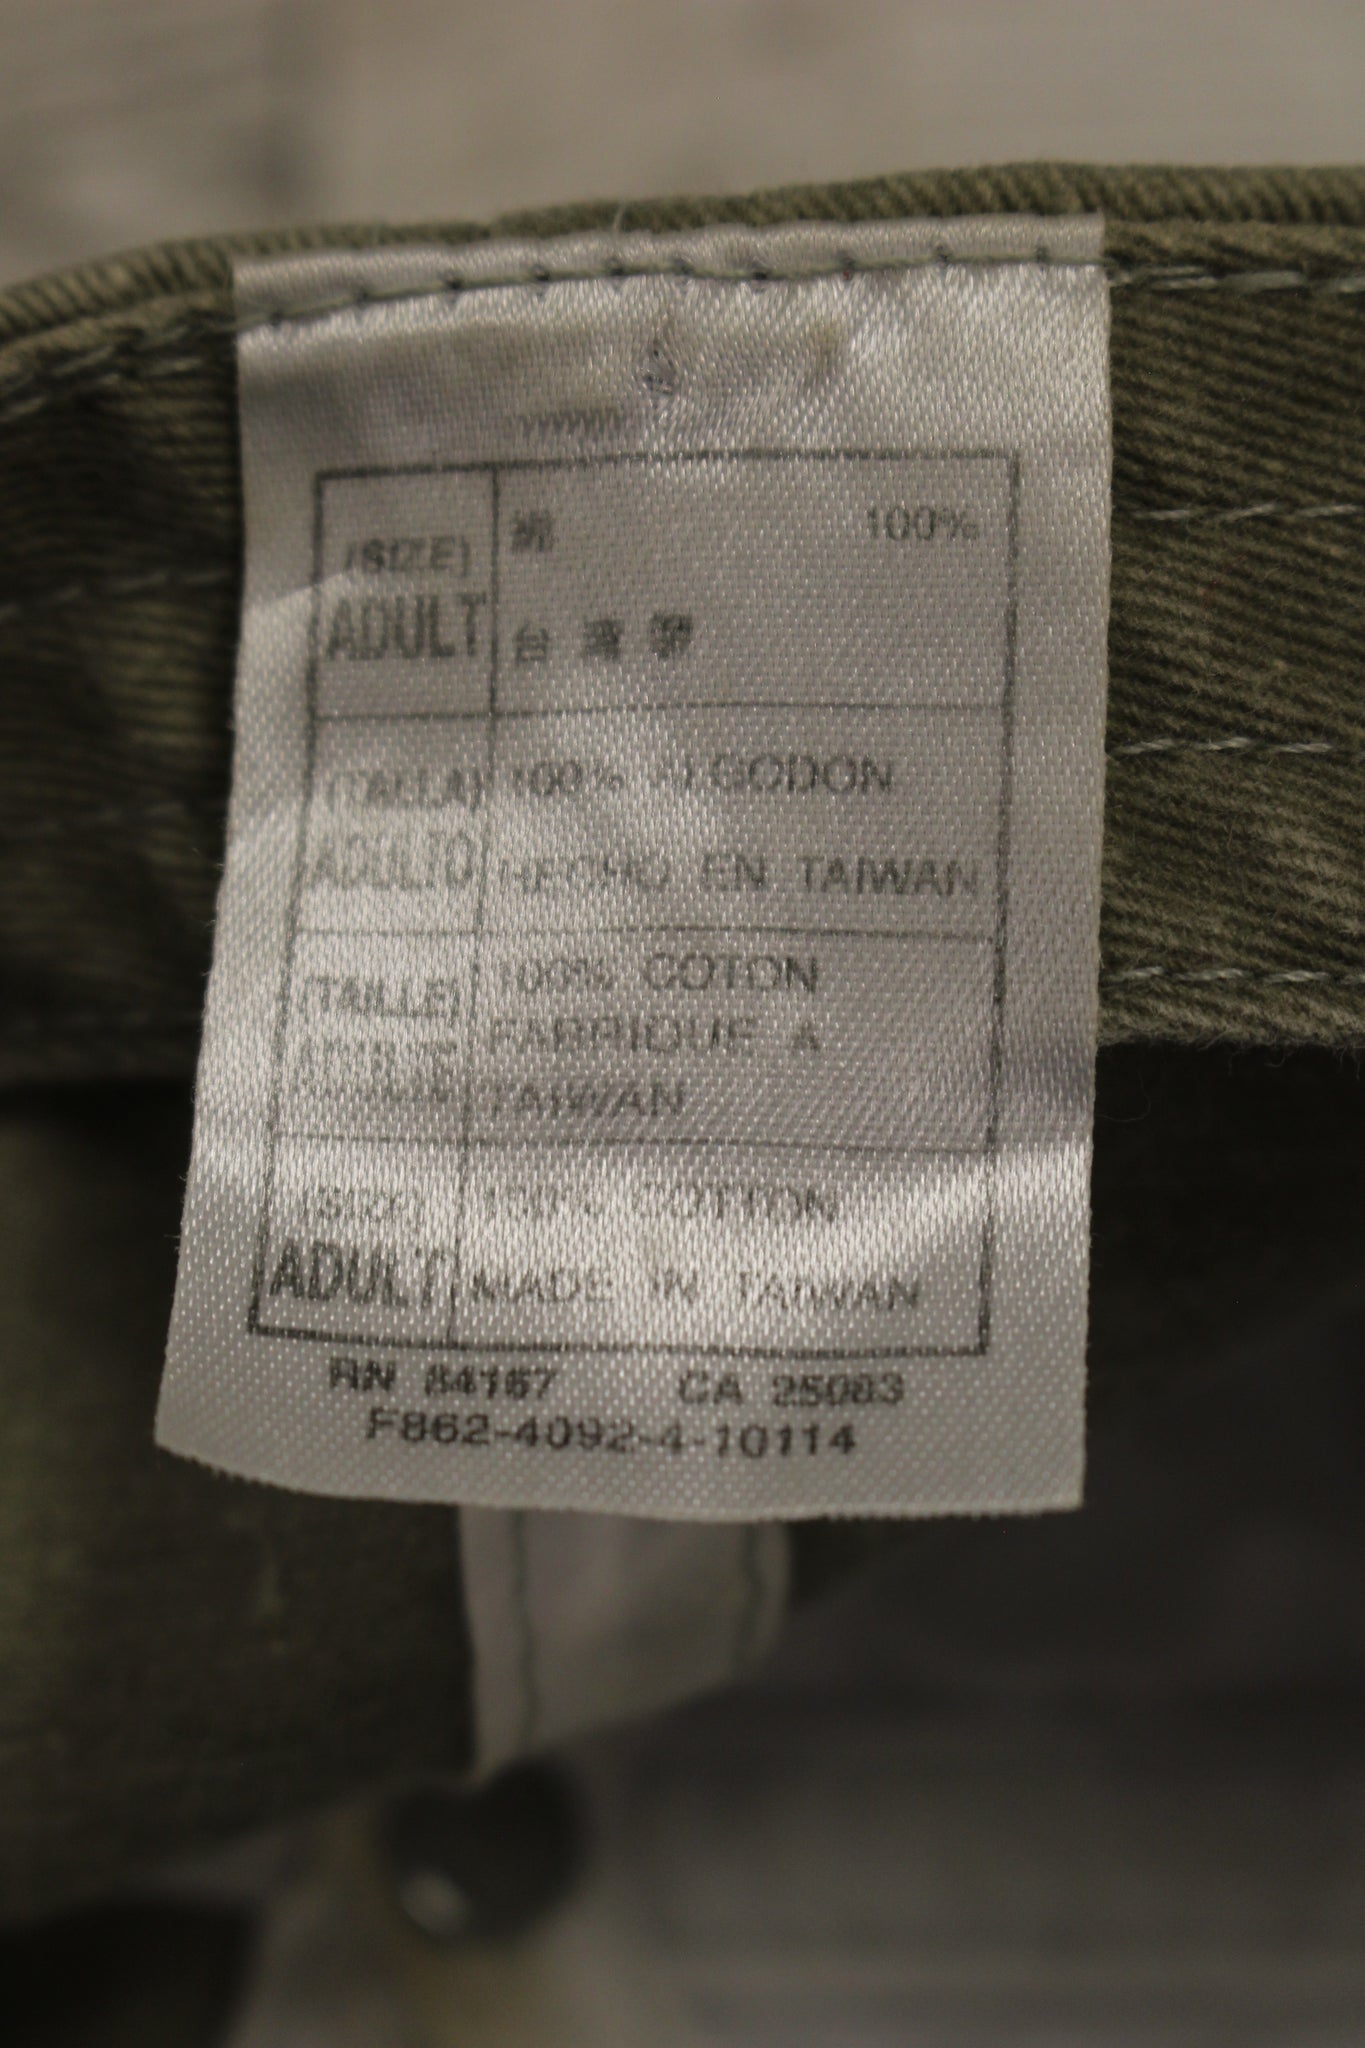 (SIZE)
ADULT
綿 100%
台 灣 製
(TALLA)
ADULTO
100% ALGODON
HECHO EN TAIWAN
(TAILLE)
100% COTON
FABRIQUE A
TAIWAN
(SIZE)
ADULT
100% COTTON
MADE IN TAIWAN
RN 84167 CA 25083
F862-4092-4-10114